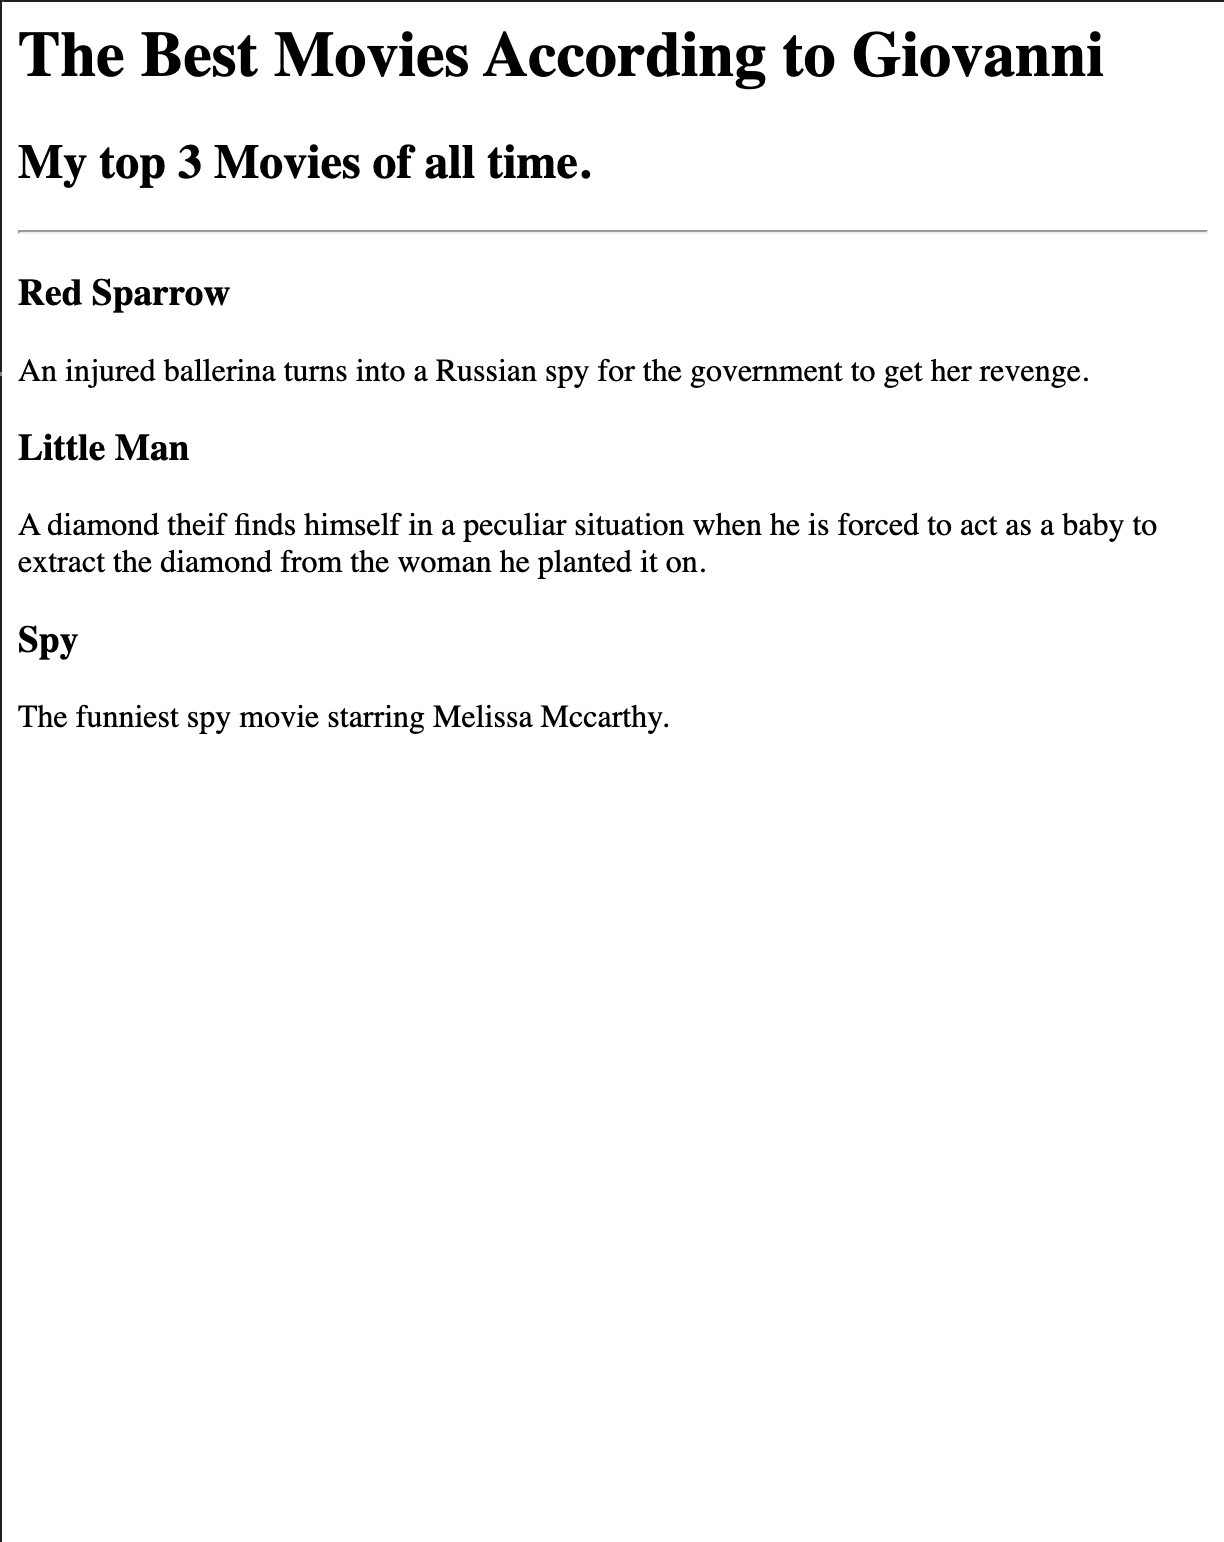 The Best Movies According to Giovanni
My top 3 Movies of all time.
Red Sparrow
An injured ballerina turns into a Russian spy for the government to get her revenge.
Little Man
A diamond theif finds himself in a peculiar situation when he is forced to act as a baby to
extract the diamond from the woman he planted it on.
Spy
The funniest spy movie starring Melissa Mccarthy.